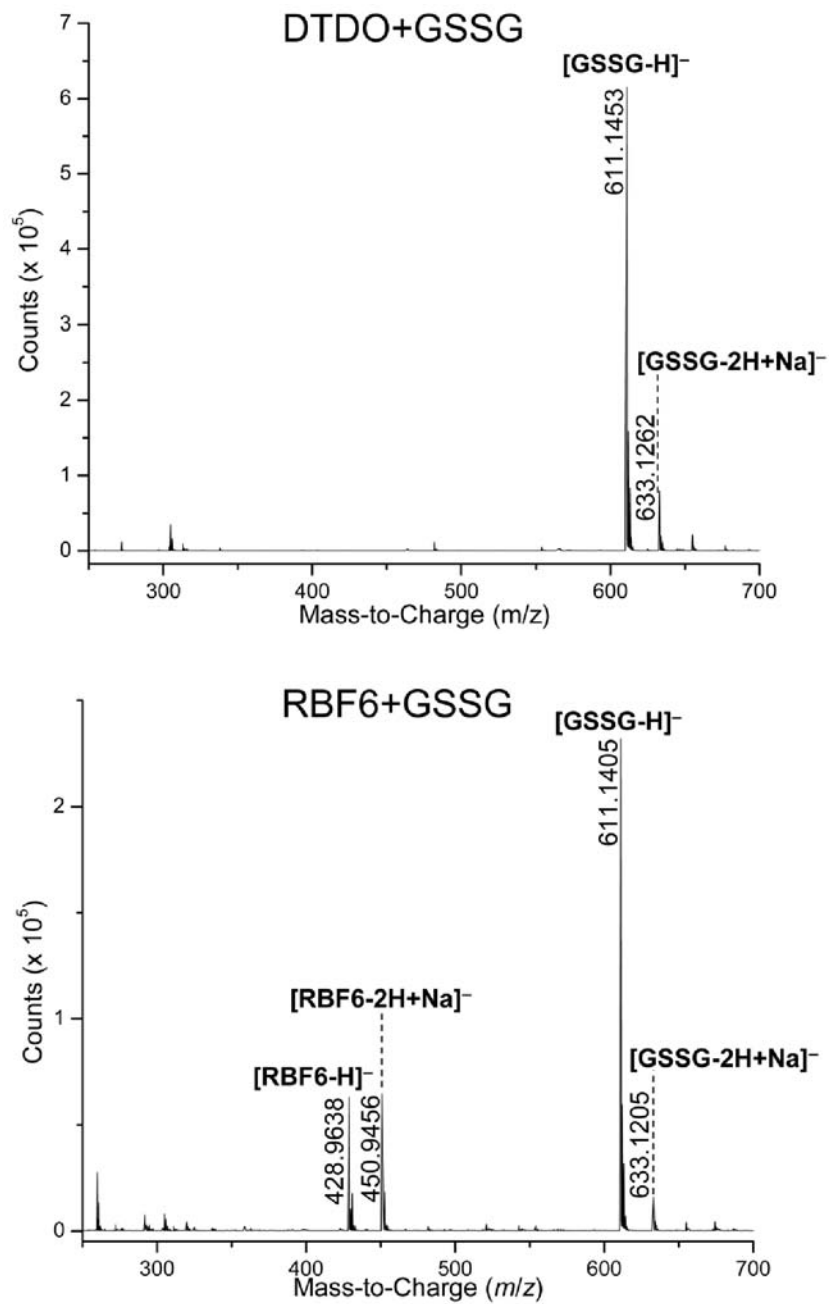 DTDO+GSSG
7
6
5
4
3
2
1
0
Counts (x 10⁵)
[GSSG-H]⁻
611.1453
[GSSG-2H+Na]⁻
633.1262
300 400 500 600 700
Mass-to-Charge (m/z)
RBF6+GSSG
2
1
0
Counts (x 10⁵)
[GSSG-H]⁻
611.1405
[RBF6-2H+Na]⁻
450.9456
[RBF6-H]⁻
428.9638
[GSSG-2H+Na]⁻
633.1205
300 400 500 600 700
Mass-to-Charge (m/z)